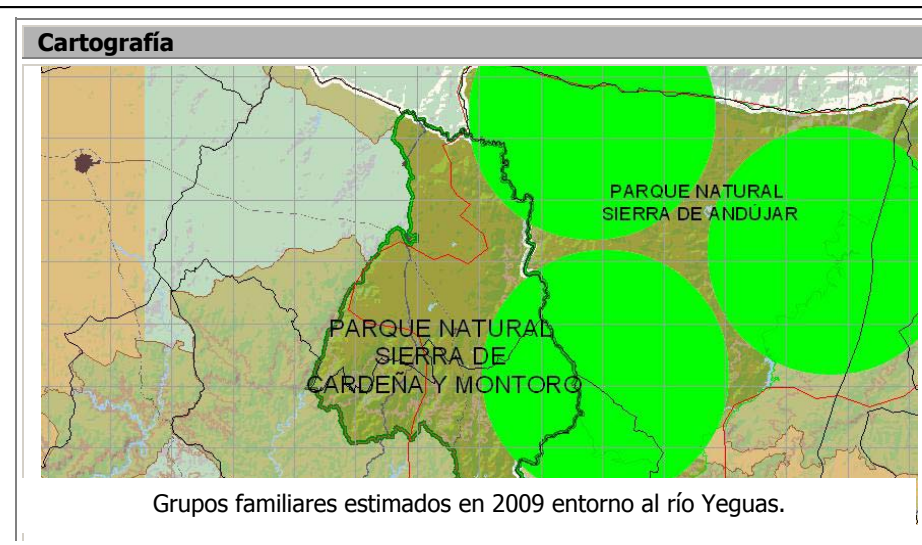 Cartografía
PARQUE NATURAL
SIERRA DE ANDÚJAR
PARQUE NATURAL
SIERRA DE
CARDEÑA Y MONTORO
Grupos familiares estimados en 2009 entorno al río Yeguas.